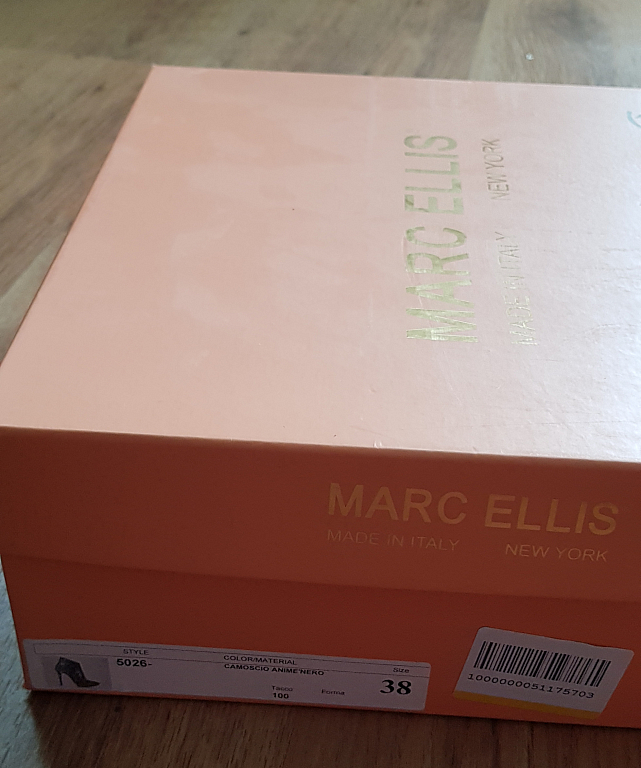 MARC ELLIS
MADE IN ITALY NEW YORK
MARC ELLIS
MADE IN ITALY NEW YORK
STYLE COLOR/MATERIAL Size
5026- CAMOSCIO ANIME'NERO 38
Tacco Forma
100
1000000051175703